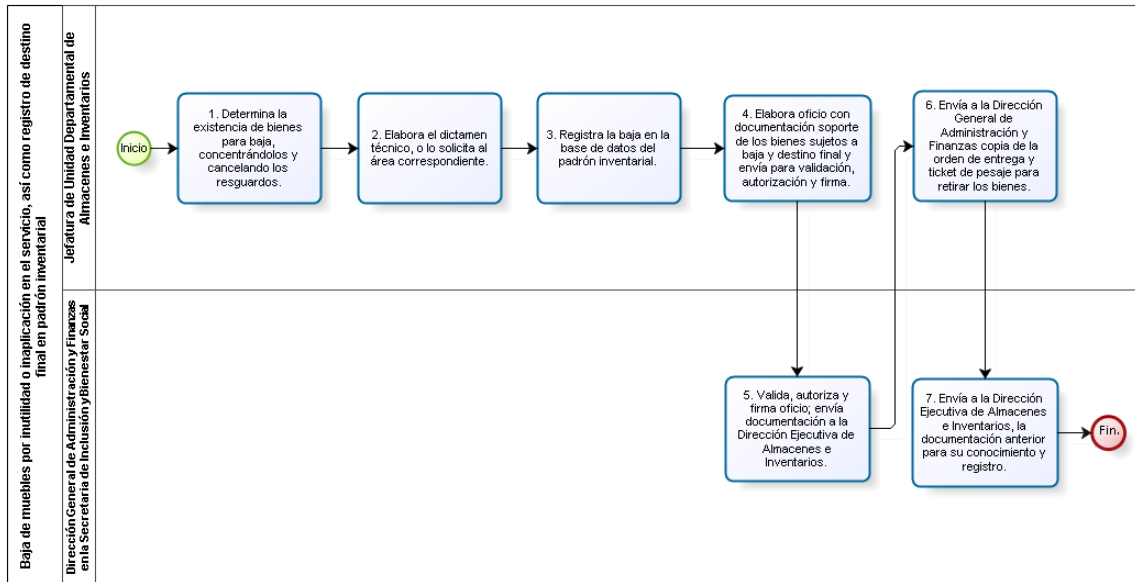 Baja de muebles por inutilidad o inaplicación en el servicio, así como registro de destino
final en padrón inventarial
Jefatura de Unidad Departamental de
Almacenes e Inventarios
Inicio
1. Determina la
existencia de bienes
para baja,
concentrándolos y
cancelando los
resguardos.
2. Elabora el dictamen
técnico, o lo solicita al
área correspondiente.
3. Registra la baja en la
base de datos del
padrón inventarial.
4. Elabora oficio con
documentación soporte
de los bienes sujetos a
baja y destino final y
envía para validación,
autorización y firma.
6. Envía a la Dirección
General de
Administración y
Finanzas copia de la
orden de entrega y
ticket de pesaje para
retirar los bienes.
Dirección General de Administración y Finanzas
en la Secretaria de Inclusión y Bienestar Social
5. Valida, autoriza y
firma oficio; envía
documentación a la
Dirección Ejecutiva de
Almacenes e
Inventarios.
7. Envía a la Dirección
Ejecutiva de Almacenes
e Inventarios, la
documentación anterior
para su conocimiento y
registro.
Fin.